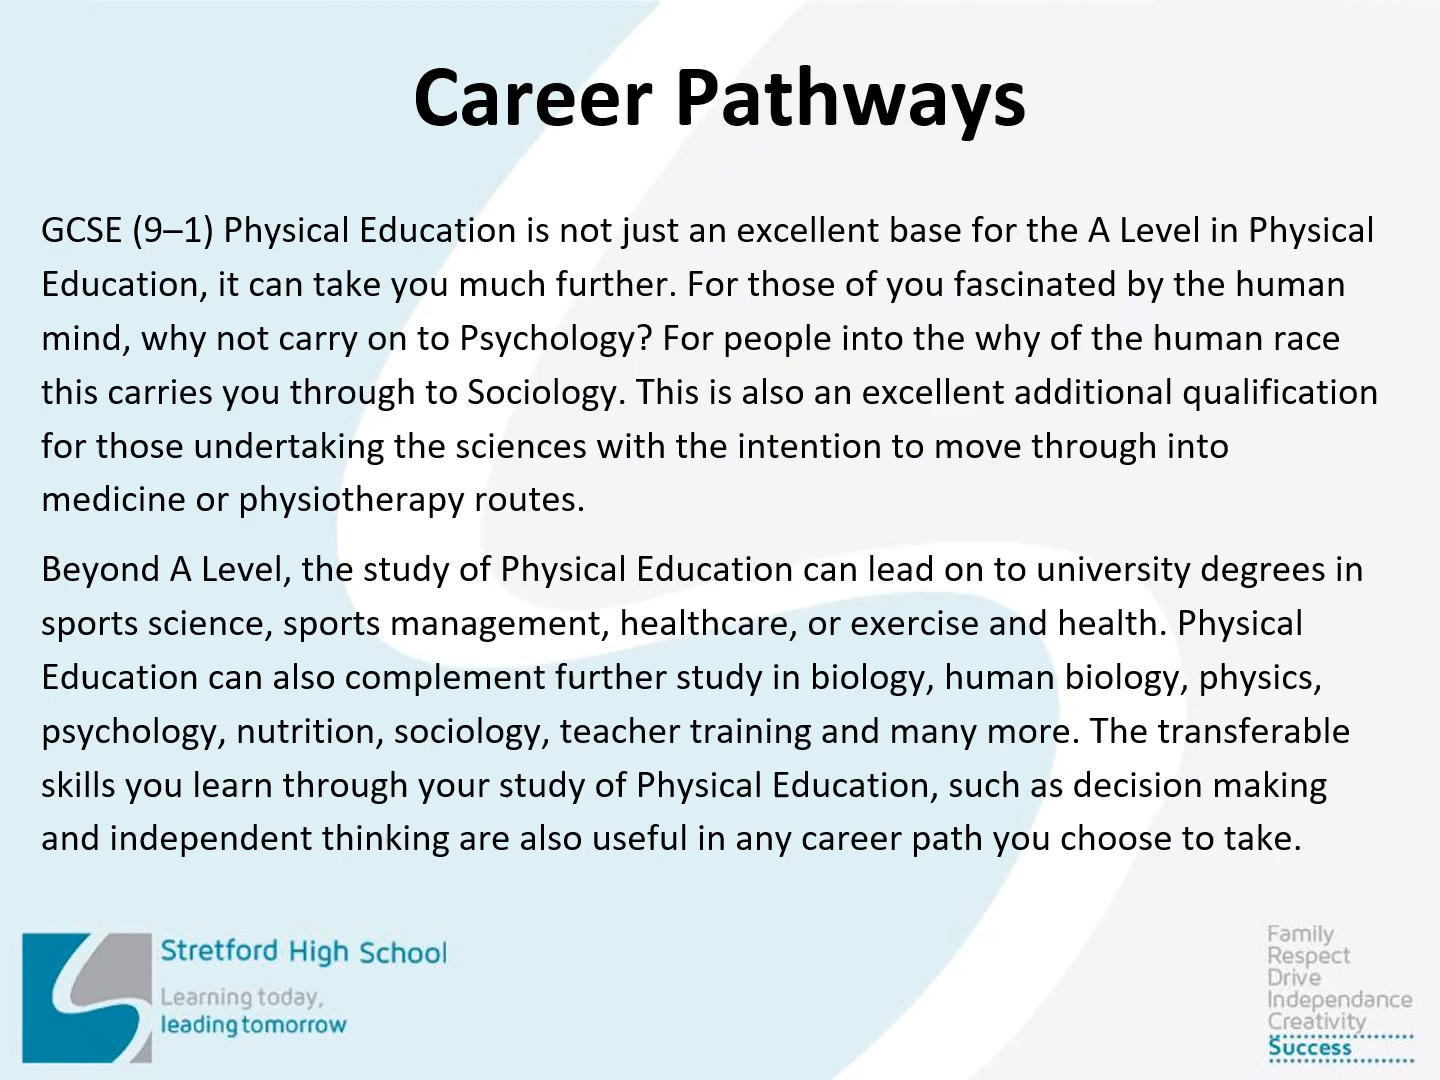 Career Pathways
GCSE (9–1) Physical Education is not just an excellent base for the A Level in Physical
Education, it can take you much further. For those of you fascinated by the human
mind, why not carry on to Psychology? For people into the why of the human race
this carries you through to Sociology. This is also an excellent additional qualification
for those undertaking the sciences with the intention to move through into
medicine or physiotherapy routes.
Beyond A Level, the study of Physical Education can lead on to university degrees in
sports science, sports management, healthcare, or exercise and health. Physical
Education can also complement further study in biology, human biology, physics,
psychology, nutrition, sociology, teacher training and many more. The transferable
skills you learn through your study of Physical Education, such as decision making
and independent thinking are also useful in any career path you choose to take.
Stretford High School
Learning today,
leading tomorrow
Family
Respect
Drive
Independance
Creativity
Success